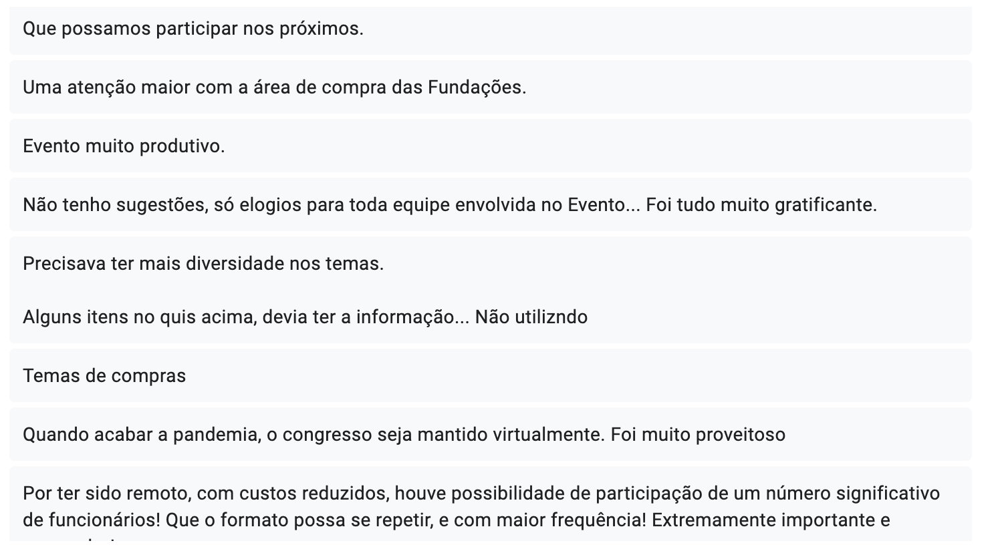 Que possamos participar nos próximos.
Uma atenção maior com a área de compra das Fundações.
Evento muito produtivo.
Não tenho sugestões, só elogios para toda equipe envolvida no Evento... Foi tudo muito gratificante.
Precisava ter mais diversidade nos temas.
Alguns itens no quis acima, devia ter a informação... Não utilizndo
Temas de compras
Quando acabar a pandemia, o congresso seja mantido virtualmente. Foi muito proveitoso
Por ter sido remoto, com custos reduzidos, houve possibilidade de participação de um número significativo
de funcionários! Que o formato possa se repetir, e com maior frequência! Extremamente importante e